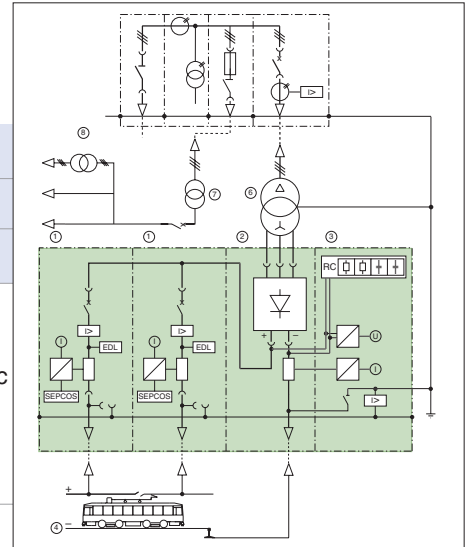 I>
8
7
6
1
1
2
3
RC
I>
I>
U
I
EDL
I
EDL
+
−
I
SEPCOS
SEPCOS
I>
C
+
−
4